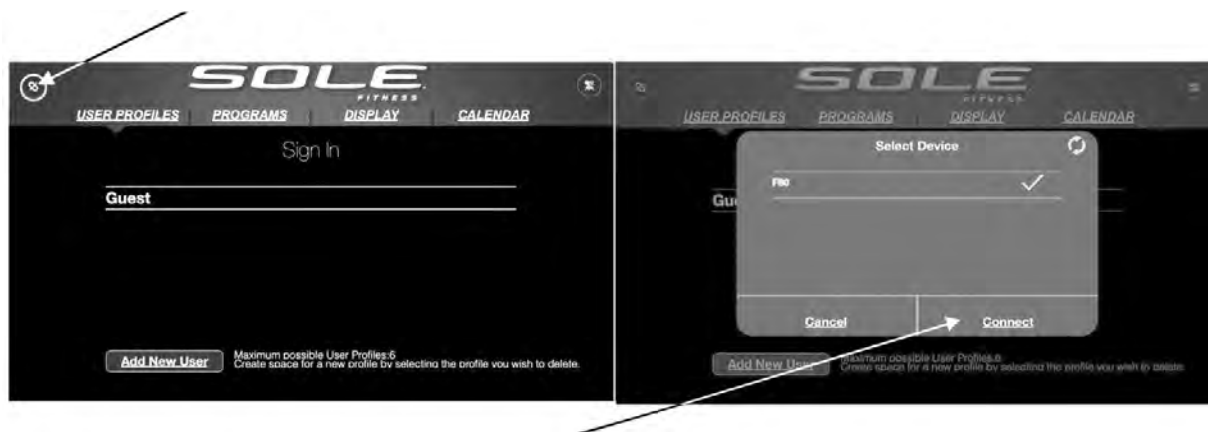 SOLE
FITNESS
USER PROFILES PROGRAMS DISPLAY CALENDAR
Sign In
Guest
Add New User
Maximum possible User Profiles:6
Create space for a new profile by selecting the profile you wish to delete.
SOLE
FITNESS
USER PROFILES PROGRAMS DISPLAY CALENDAR
Select Device
F80
Gu
Cancel Connect
Add New User
Maximum possible User Profiles:6
Create space for a new profile by selecting the profile you wish to delete.